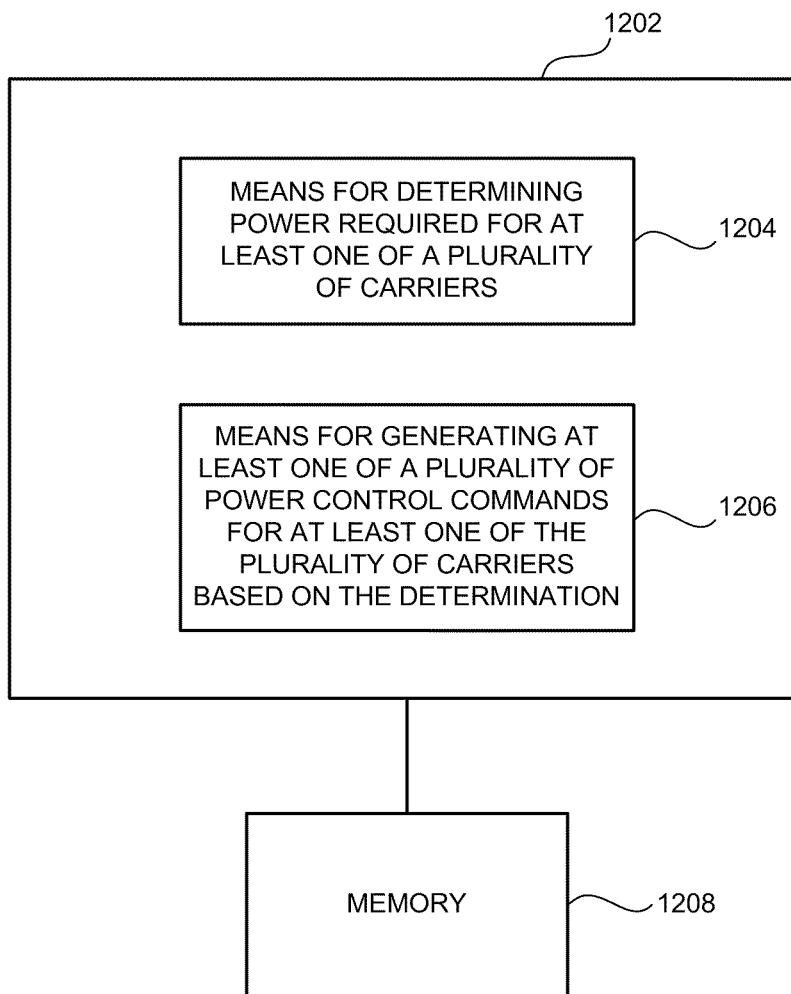 1202
MEANS FOR DETERMINING
POWER REQUIRED FOR AT
LEAST ONE OF A PLURALITY
OF CARRIERS
1204
MEANS FOR GENERATING AT
LEAST ONE OF A PLURALITY OF
POWER CONTROL COMMANDS
FOR AT LEAST ONE OF THE
PLURALITY OF CARRIERS
BASED ON THE DETERMINATION
1206
MEMORY
1208